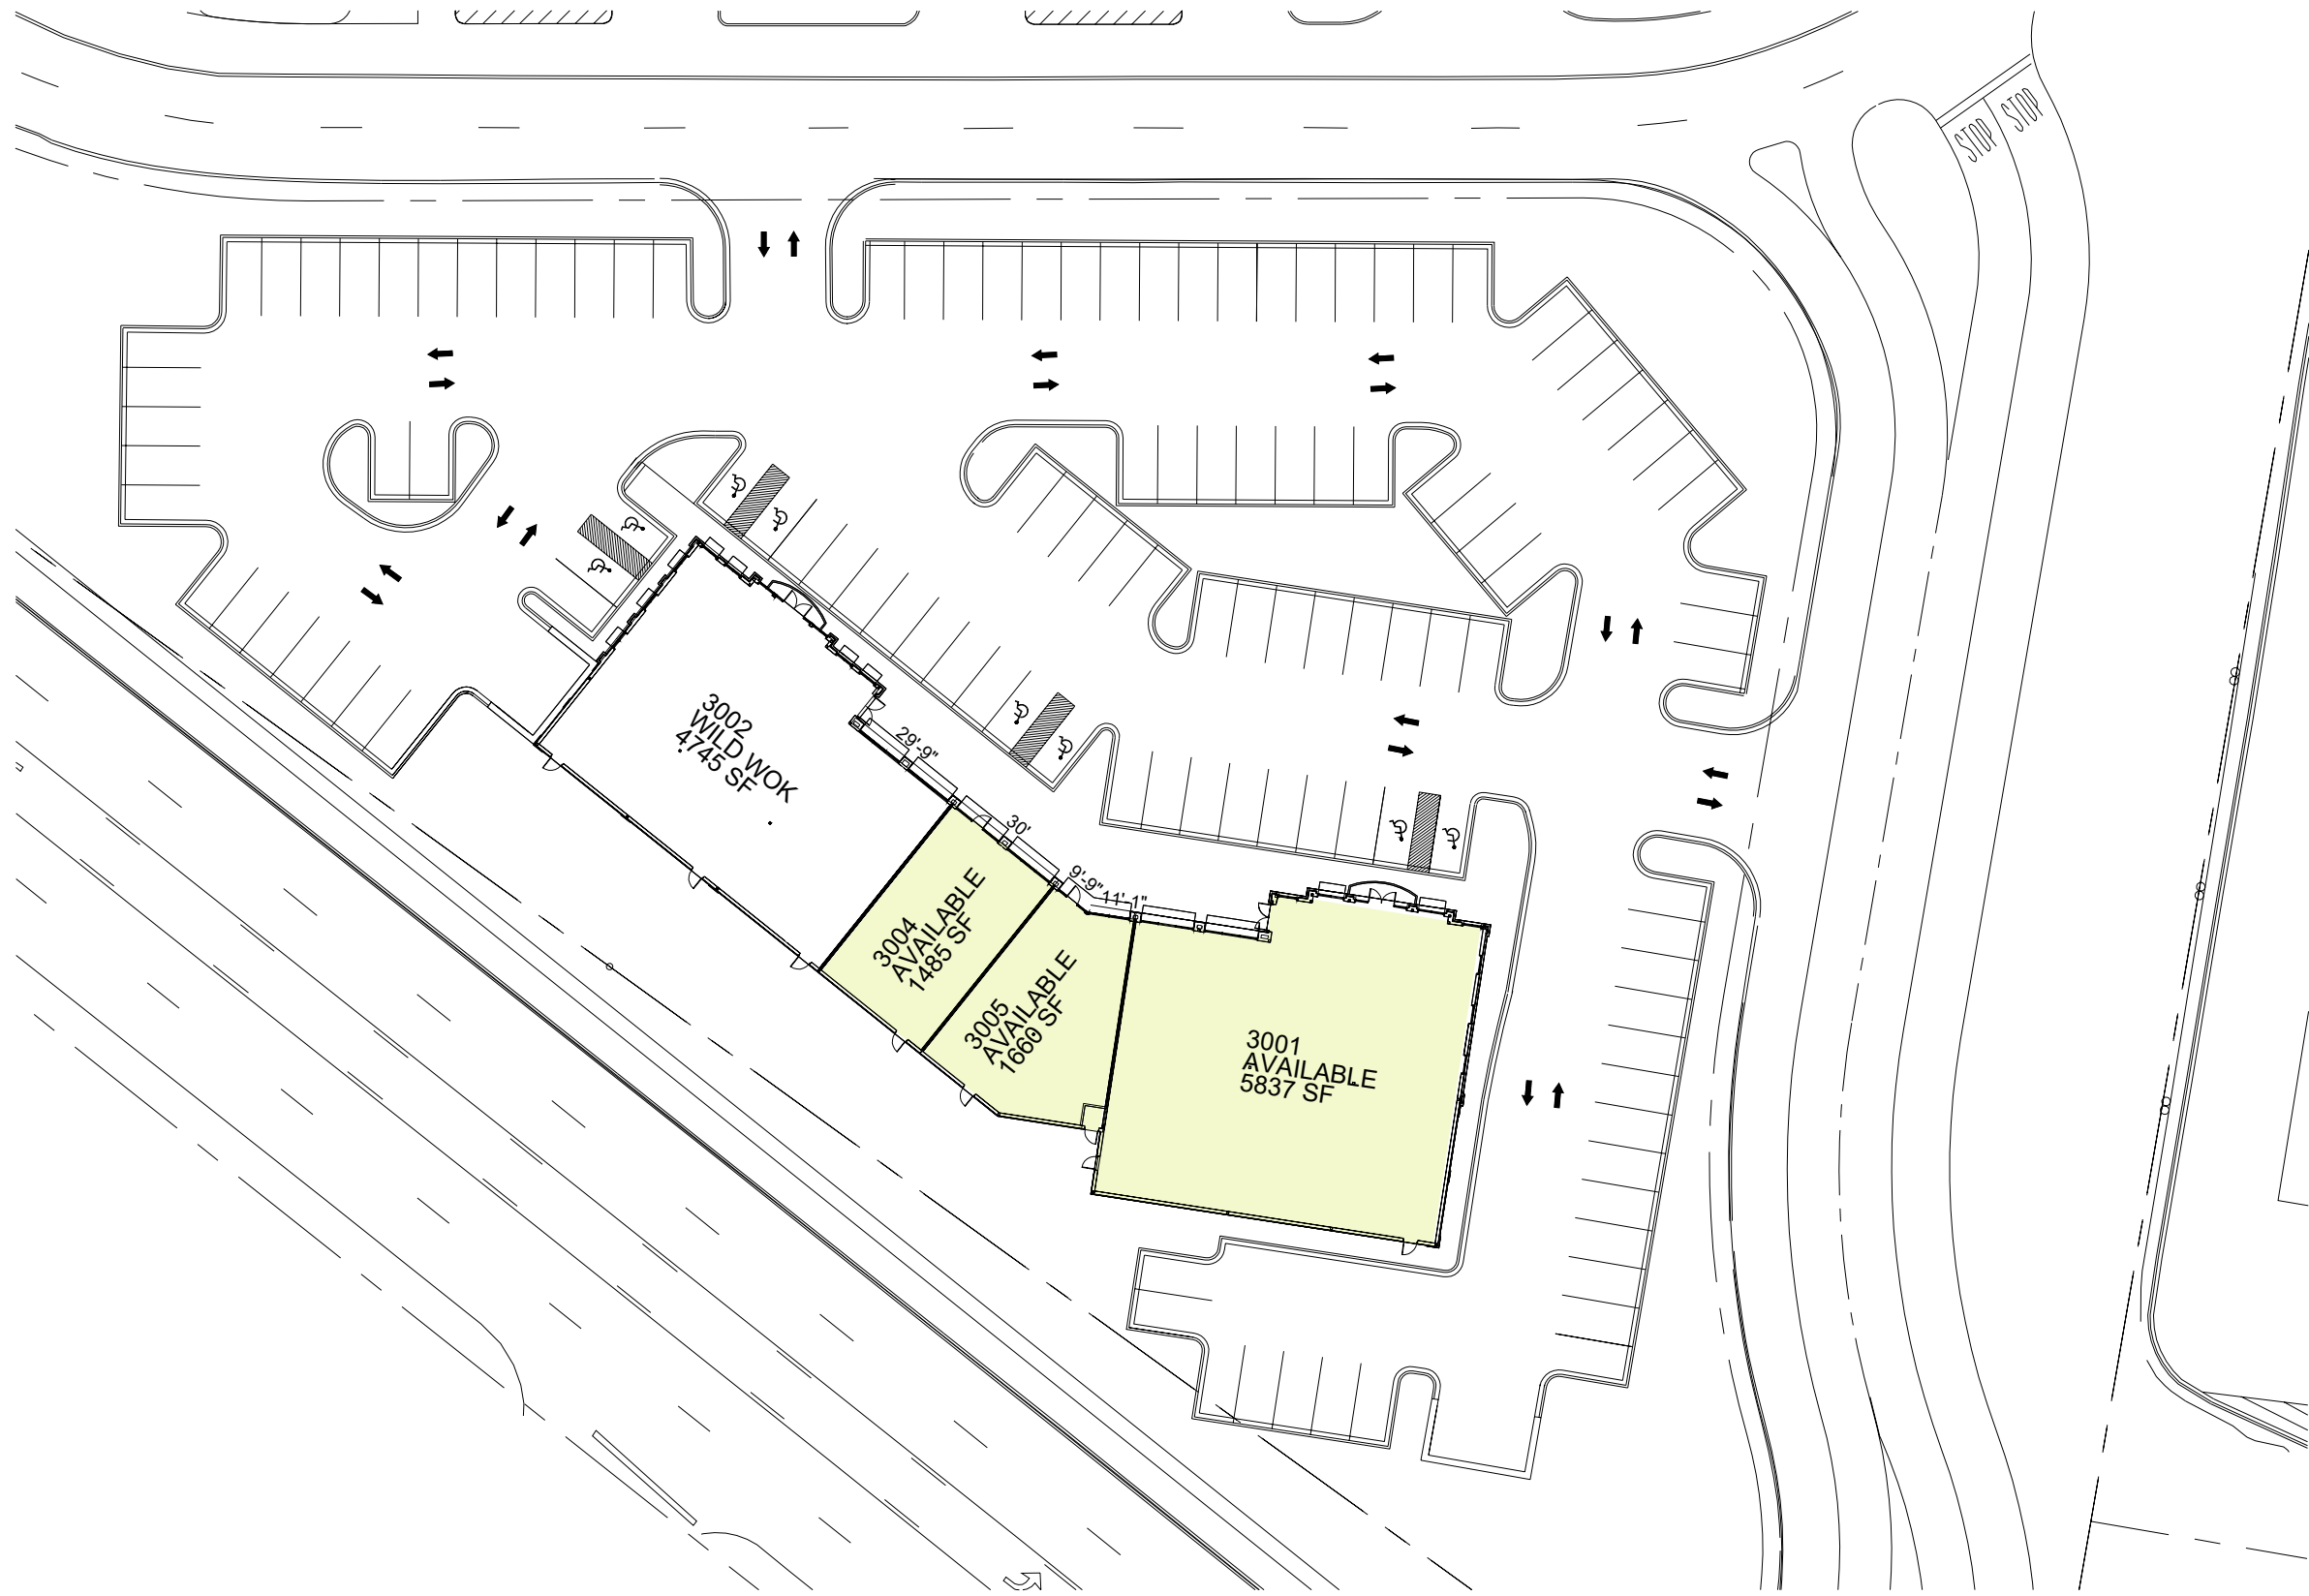 STOP
STOP
3002
WILD WOK
4745 SF
29'-9"
30'
9'-9"
11'-1"
3004
AVAILABLE
1485 SF
3005
AVAILABLE
1660 SF
3001
AVAILABLE
5837 SF